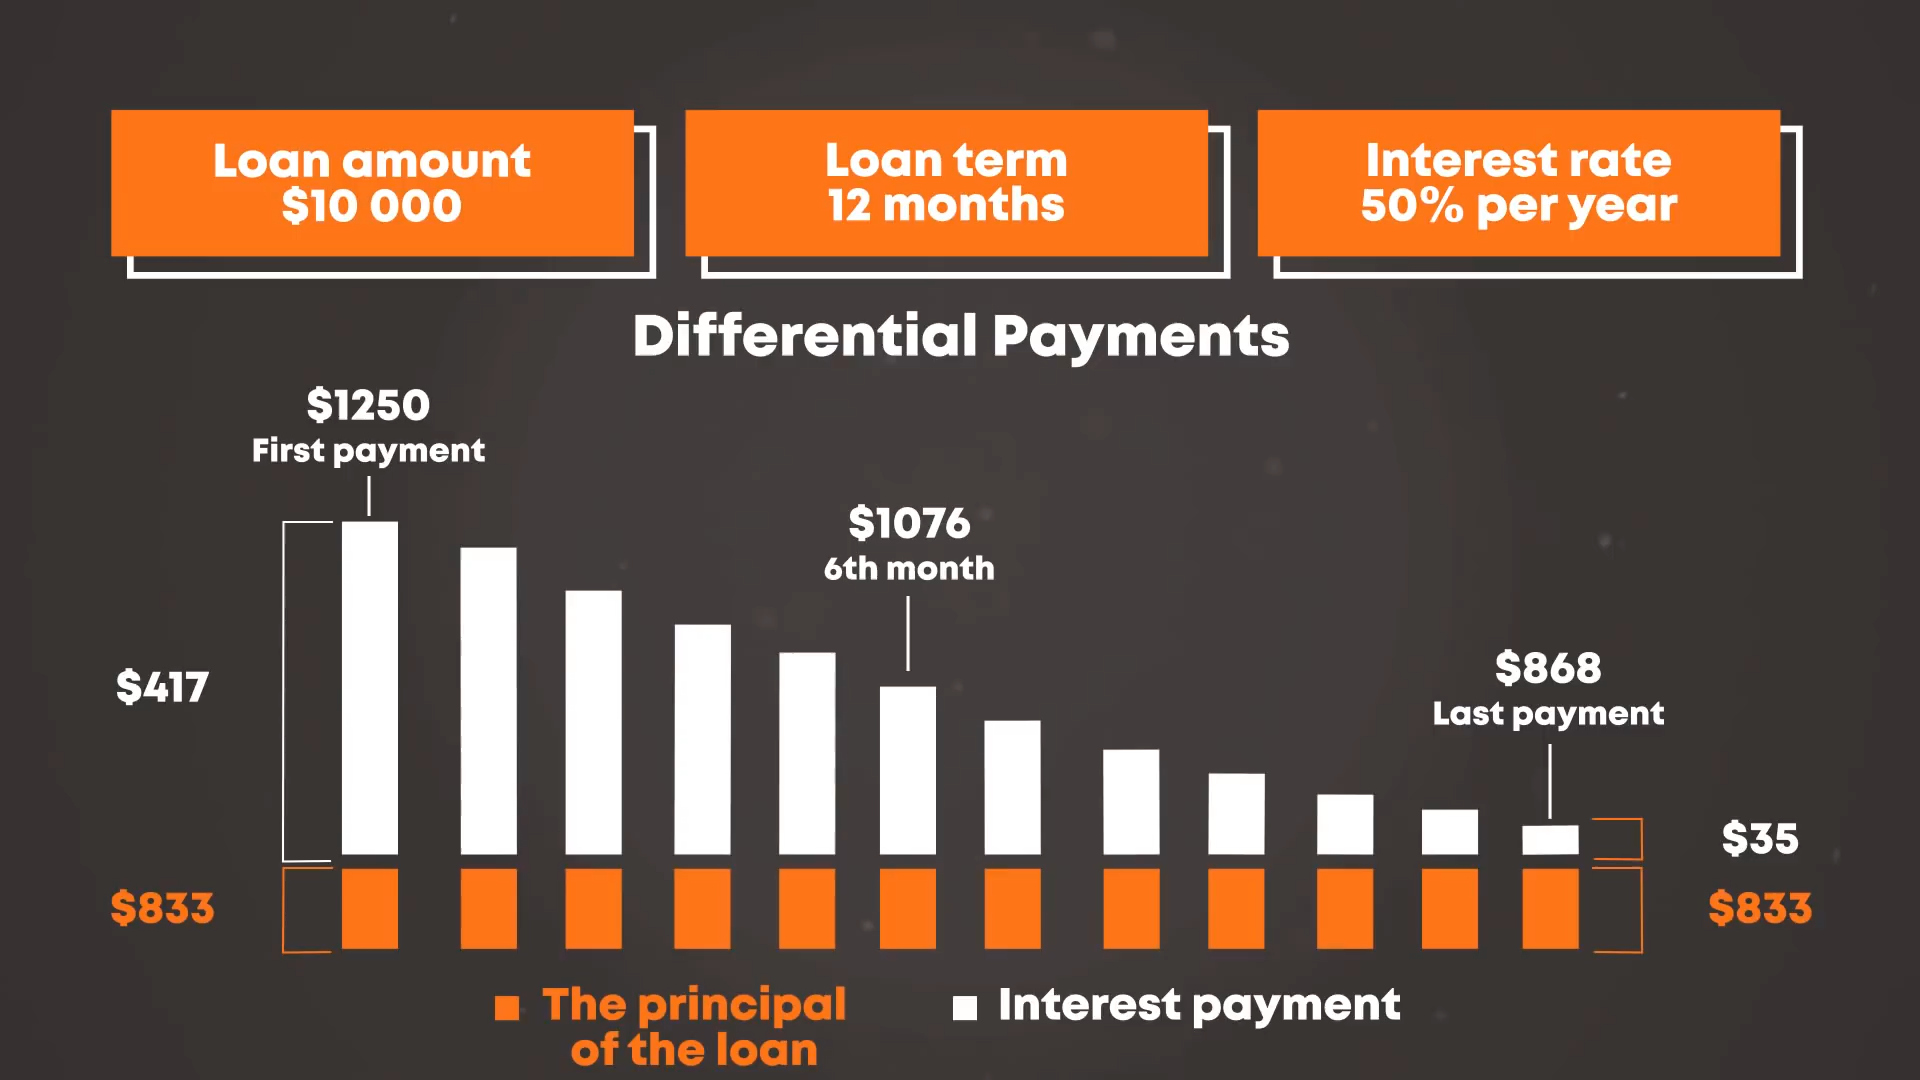 Loan amount
$10 000
Loan term
12 months
Interest rate
50% per year
Differential Payments
$1250
First payment
$1076
6th month
$868
Last payment
$417
$833
$35
$833
The principal
of the loan
Interest payment